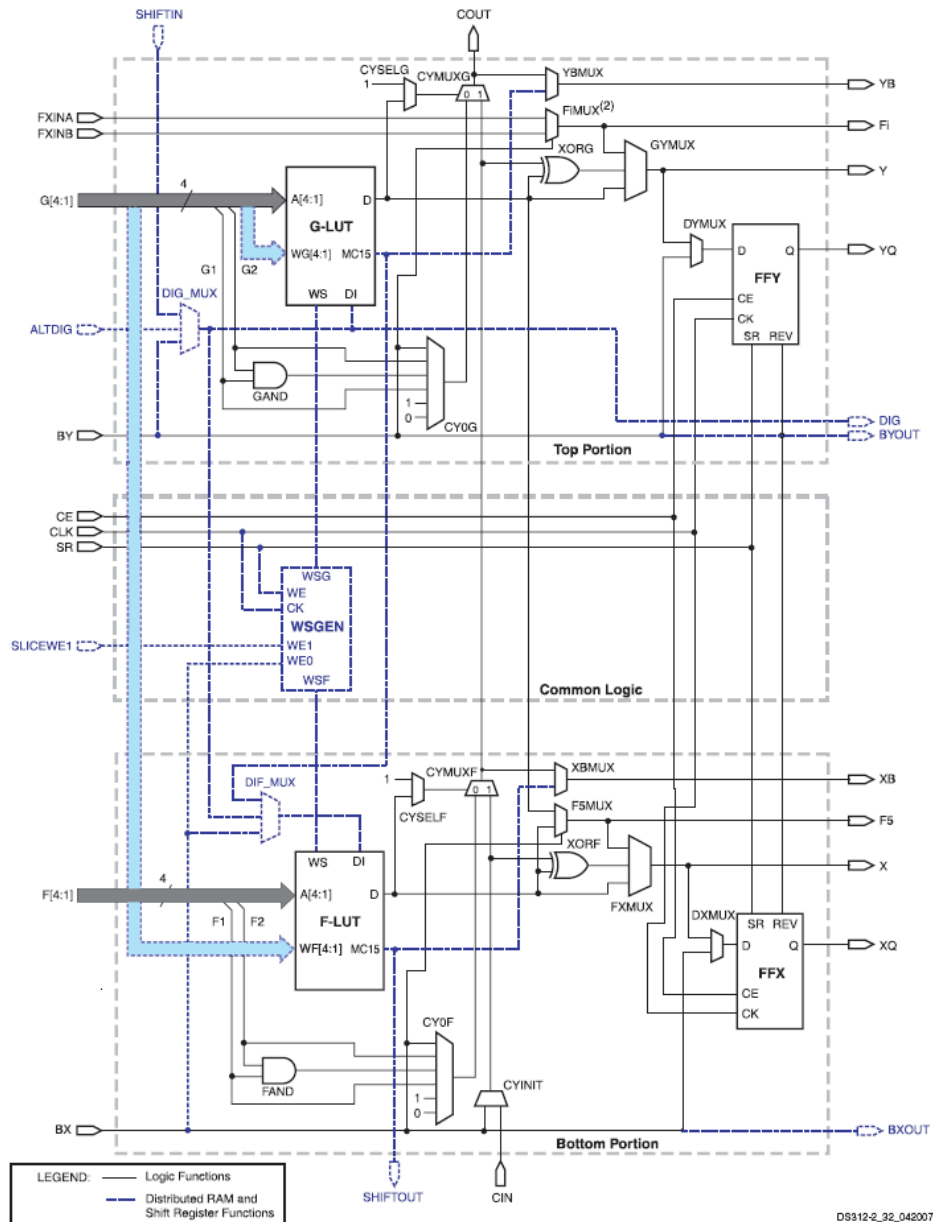 SHIFTIN
COUT
CYSELG
CYMUXG
YBMUX
1
0 1
YB
FXINA
FXINB
FiMUX(2)
Fi
XORG
GYMUX
Y
4
G[4:1]
A[4:1]
D
G-LUT
WG[4:1]
MC15
G1
G2
WS
DI
DYMUX
D
Q
YQ
FFY
CE
CK
SR
REV
DIG_MUX
ALTDIG
GAND
1
0
CY0G
BY
DIG
BYOUT
Top Portion
CE
CLK
SR
WSG
WE
CK
WSGEN
SLICEWE1
WE1
WE0
WSF
Common Logic
CYMUXF
XBMUX
1
0 1
XB
DIF_MUX
CYSELF
F5MUX
F5
XORF
X
WS
DI
FXMUX
4
F[4:1]
A[4:1]
D
F-LUT
F1
F2
WF[4:1]
MC15
DXMUX
SR
REV
D
Q
XQ
FFX
CE
CK
CY0F
FAND
1
0
CYINIT
BX
BXOUT
Bottom Portion
LEGEND:
Logic Functions
Distributed RAM and
Shift Register Functions
SHIFTOUT
CIN
DS312-2_32_042007